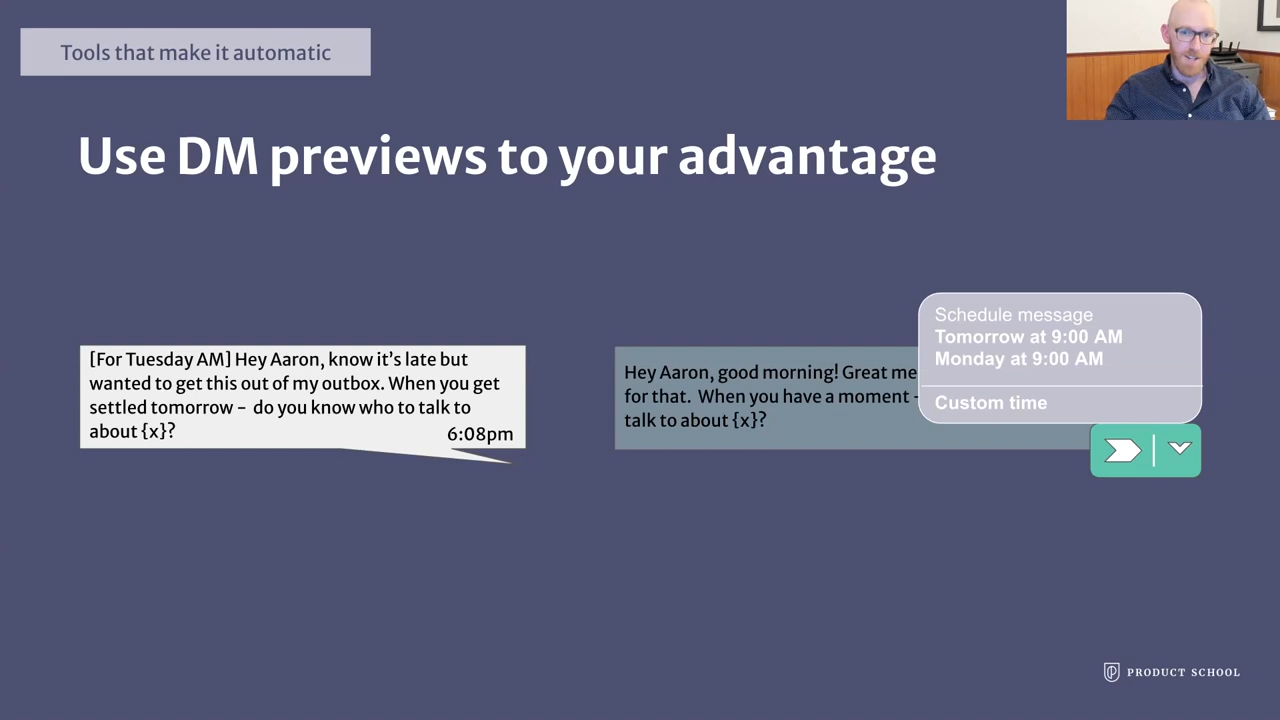 Tools that make it automatic
Use DM previews to your advantage
[For Tuesday AM] Hey Aaron, know it’s late but
wanted to get this out of my outbox. When you get
settled tomorrow - do you know who to talk to
about {x}?
6:08pm
Hey Aaron, good morning! Great me
for that. When you have a moment -
talk to about {x}?
Schedule message
Tomorrow at 9:00 AM
Monday at 9:00 AM
Custom time
PRODUCT SCHOOL